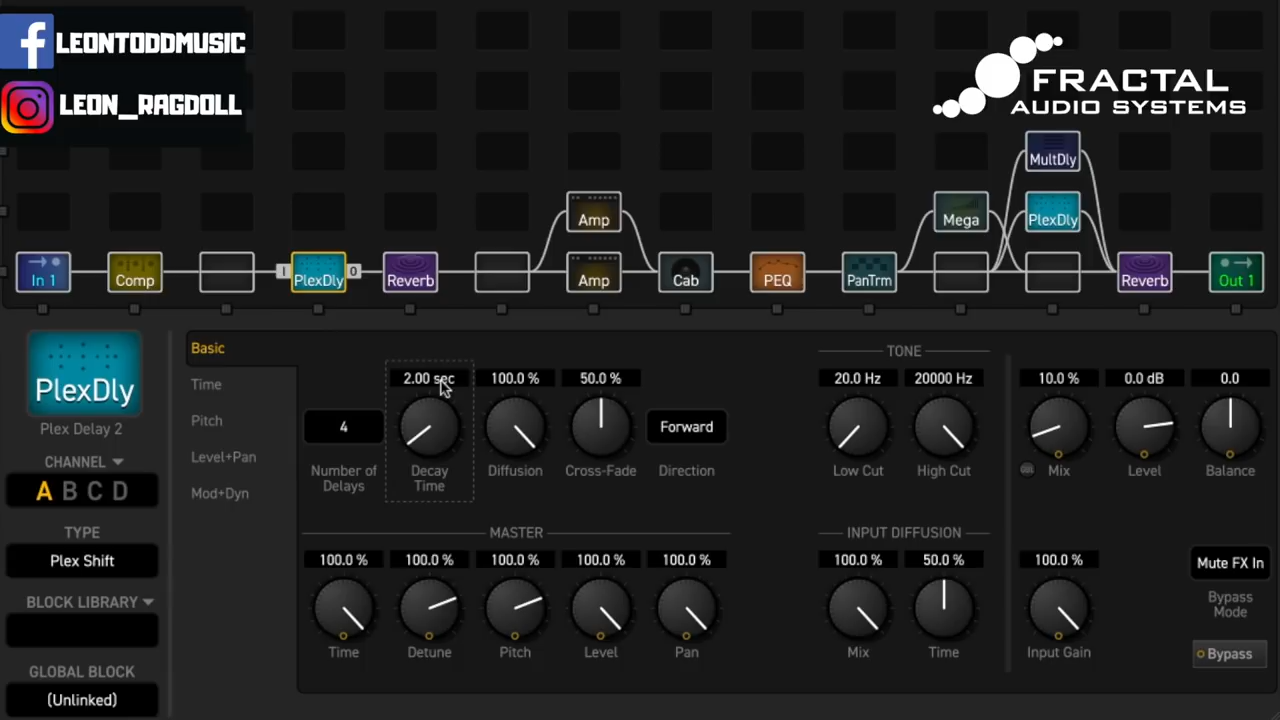 LEONTODDMUSIC
LEON_RAGDOLL
FRACTAL
AUDIO SYSTEMS
MultDly
Amp
Mega
PlexDly
In 1
Comp
PlexDly
O
Reverb
Amp
Cab
PEQ
PanTrm
Reverb
Out 1
PlexDly
Plex Delay 2
CHANNEL
A B C D
TYPE
Plex Shift
BLOCK LIBRARY
GLOBAL BLOCK
(Unlinked)
Basic
Time
Pitch
Level+Pan
Mod+Dyn
2.00 sec
100.0 %
50.0 %
4
Forward
Number of
Delays
Decay
Time
Diffusion
Cross-Fade
Direction
TONE
20.0 Hz
20000 Hz
Low Cut
High Cut
10.0 %
0.0 dB
0.0
Mix
Level
Balance
MASTER
100.0 %
100.0 %
100.0 %
100.0 %
100.0 %
Time
Detune
Pitch
Level
Pan
INPUT DIFFUSION
100.0 %
50.0 %
Mix
Time
100.0 %
Input Gain
Mute FX In
Bypass
Mode
Bypass